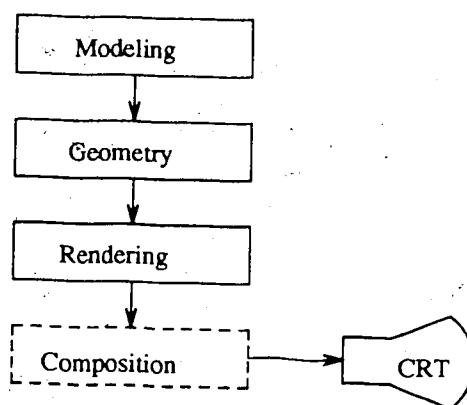 Modeling
Geometry
Rendering
Composition
CRT